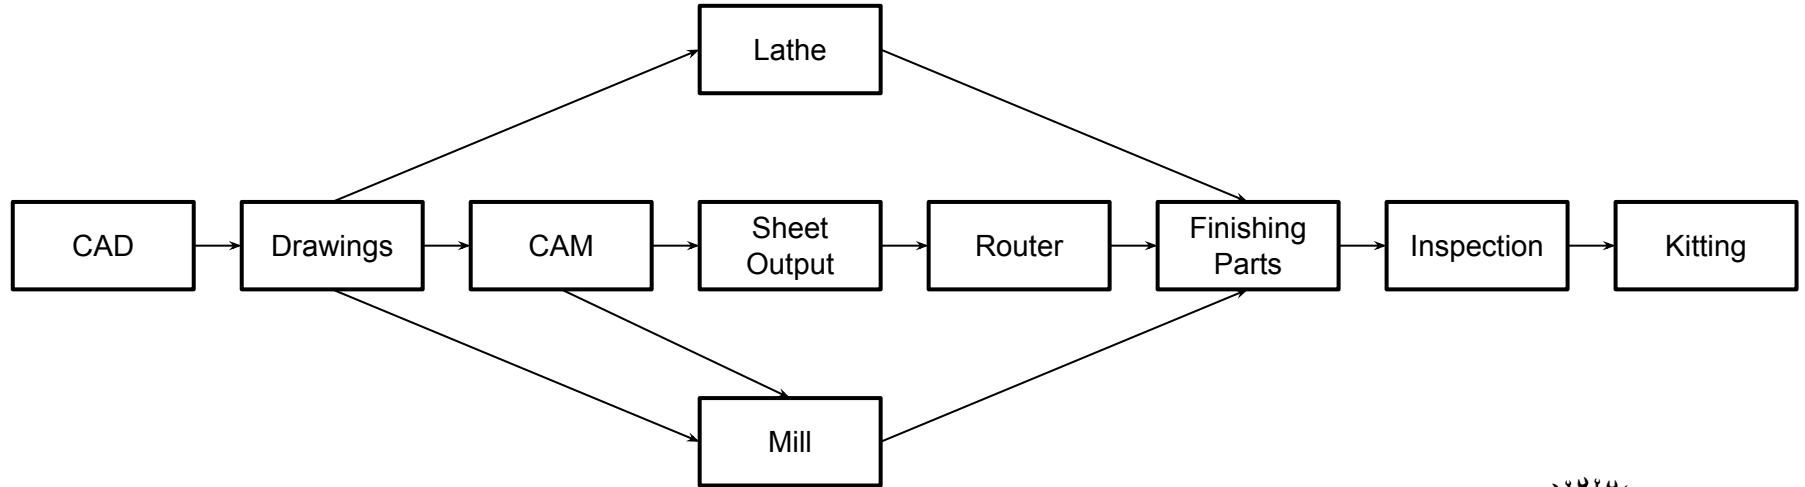 Lathe
CAD
Drawings
CAM
Sheet
Output
Router
Finishing
Parts
Inspection
Kitting
Mill